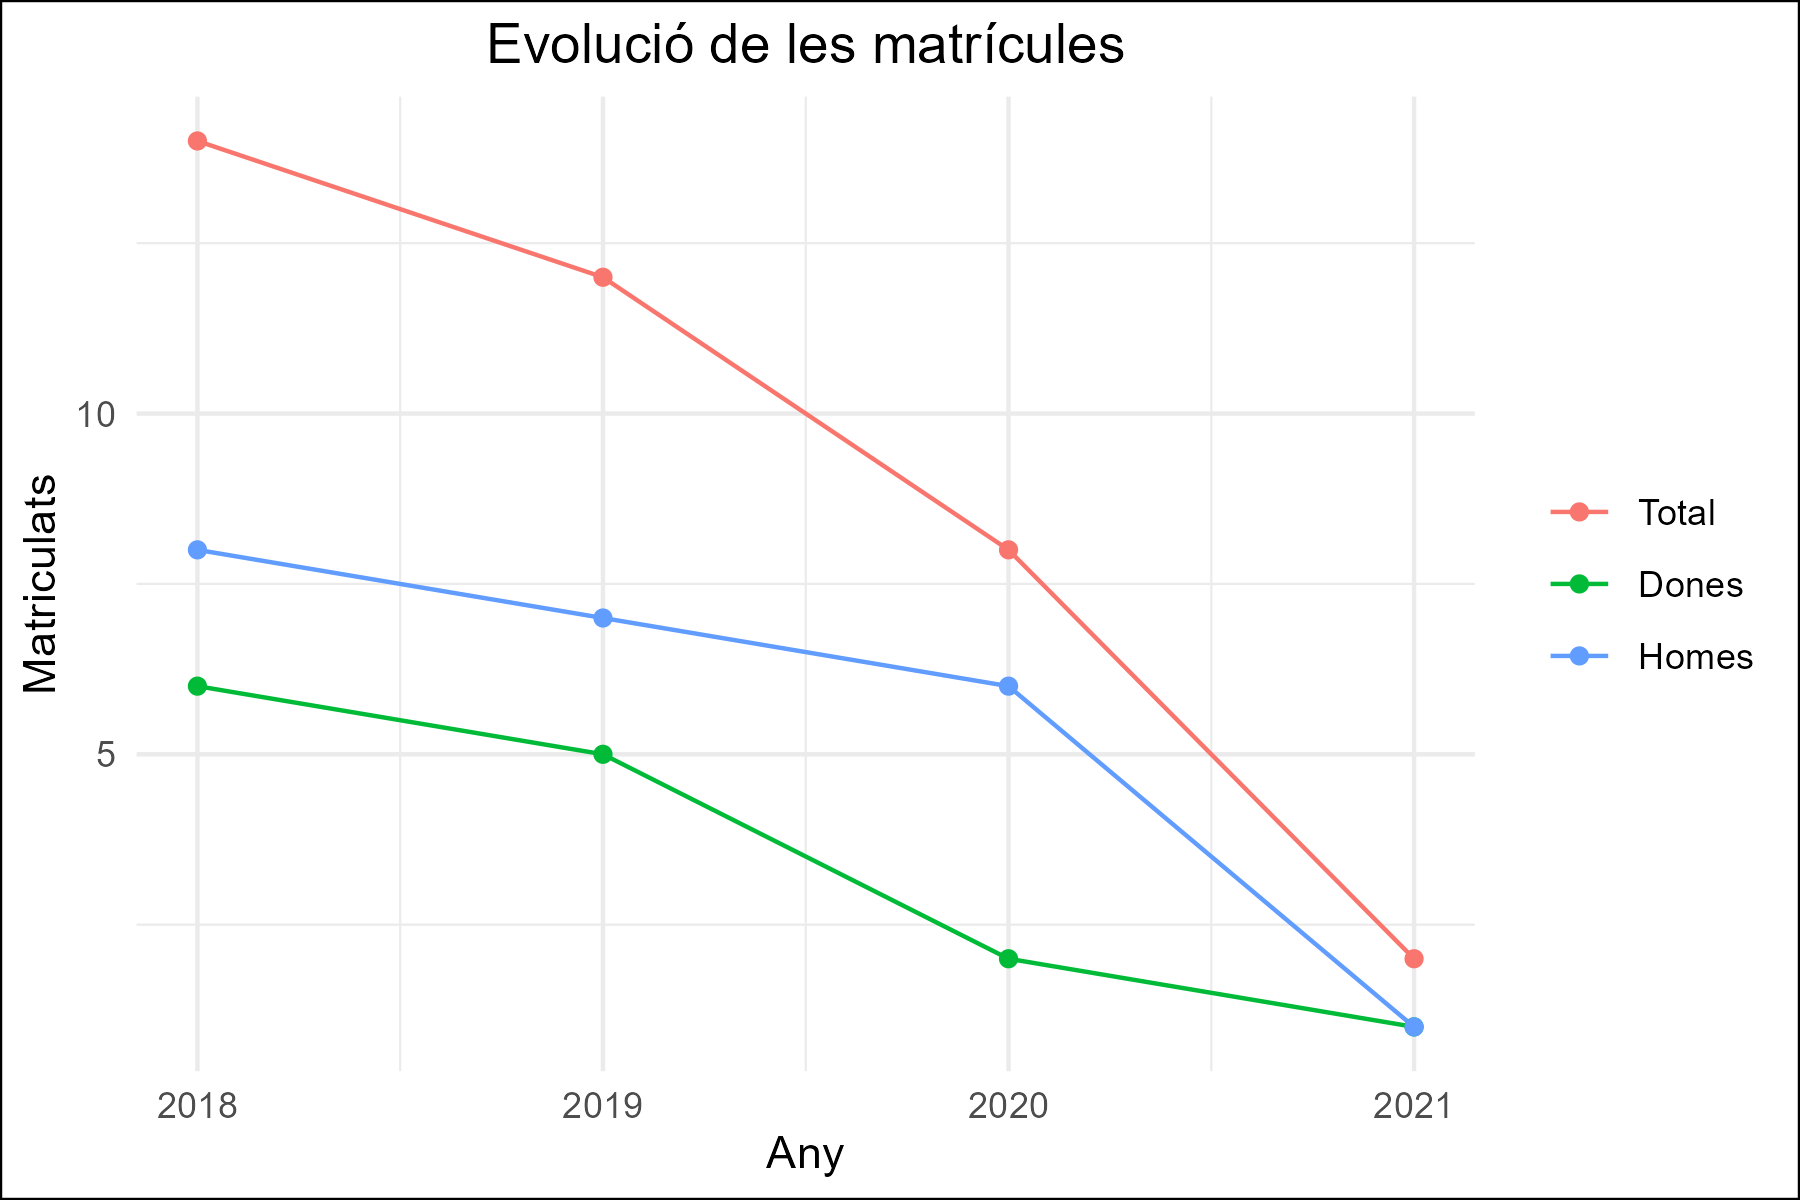 Evolució de les matrícules
Matriculats
10
5
2018
2019
2020
2021
Any
Total
Dones
Homes